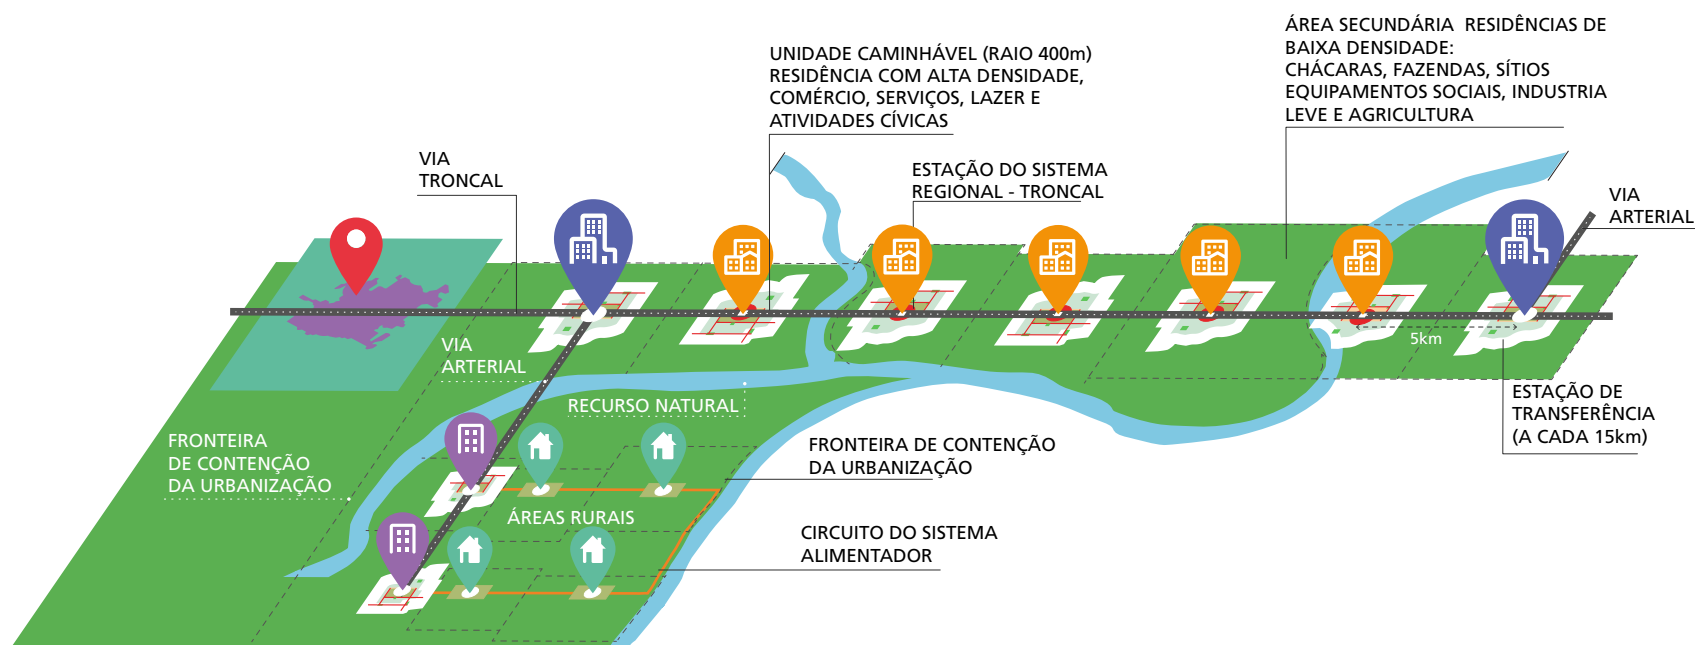 ÁREA SECUNDÁRIA  RESIDÊNCIAS DE
BAIXA DENSIDADE:
CHÁCARAS, FAZENDAS, SÍTIOS
EQUIPAMENTOS SOCIAIS, INDUSTRIA
LEVE E AGRICULTURA
UNIDADE CAMINHÁVEL (RAIO 400m)
RESIDÊNCIA COM ALTA DENSIDADE,
COMÉRCIO, SERVIÇOS, LAZER E
ATIVIDADES CÍVICAS
VIA
TRONCAL
ESTAÇÃO DO SISTEMA
REGIONAL - TRONCAL
VIA
ARTERIAL
VIA
ARTERIAL
5km
RECURSO NATURAL
ESTAÇÃO DE
TRANSFERÊNCIA
(A CADA 15km)
FRONTEIRA
DE CONTENÇÃO
DA URBANIZAÇÃO
FRONTEIRA DE CONTENÇÃO
DA URBANIZAÇÃO
ÁREAS RURAIS
CIRCUITO DO SISTEMA
ALIMENTADOR